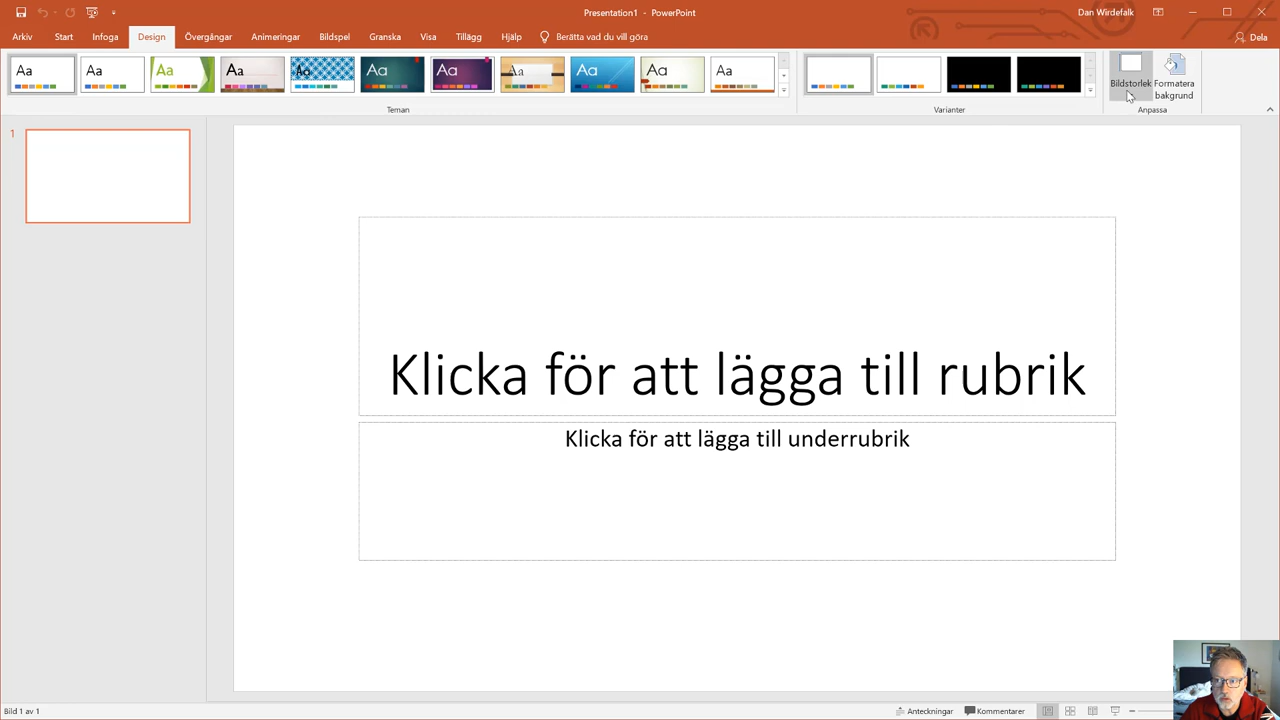 Presentation1 - PowerPoint
Dan Wirdefalk
Arkiv Start Infoga Design Övergångar Animeringar Bildspel Granska Visa Tillägg Hjälp Berätta vad du vill göra
Dela
Aa Aa Aa Aa Aa Aa Aa Aa Aa Aa Aa
Bildstorlek
Formatera bakgrund
Teman
Varianter
Anpassa
1
Klicka för att lägga till rubrik
Klicka för att lägga till underrubrik
Bild 1 av 1
Anteckningar
Kommentarer